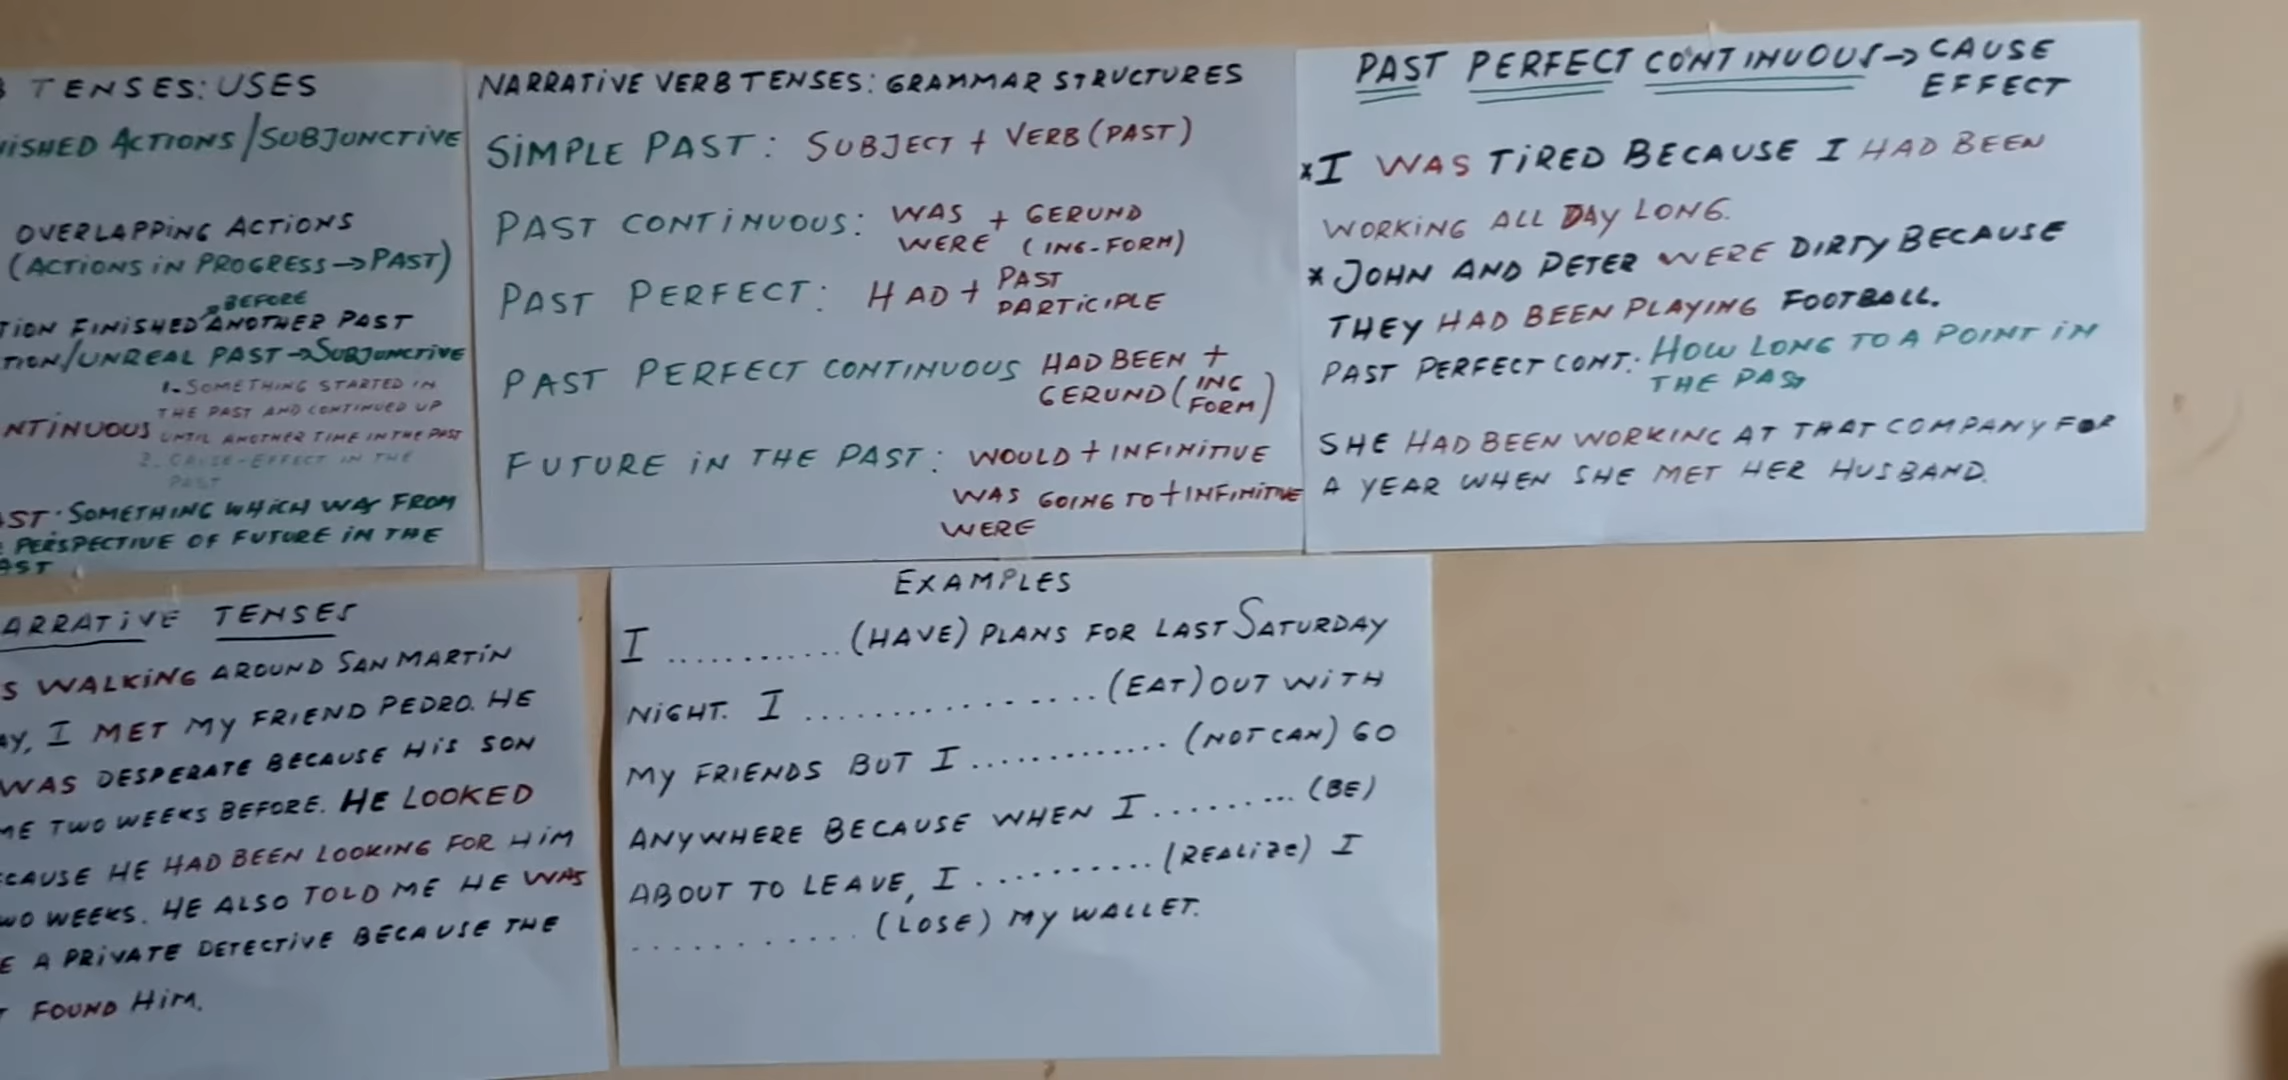 TENSES: USES
ISHED ACTIONS/SUBJUNCTIVE
OVERLAPPING ACTIONS
(ACTIONS IN PROGRESS→PAST)
BEFORE
TION FINISHED ANOTHER PAST
TION/UNREAL PAST→SUBJUNCTIVE
1-SOMETHING STARTED IN
THE PAST AND CONTINUED UP
NTINUOUS UNTIL ANOTHER TIME IN THE PAST
2. CAUSE-EFFECT IN THE
PAST
AST: SOMETHING WHICH WAS FROM
PERSPECTIVE OF FUTURE IN THE
AST
NARRATIVE VERB TENSES: GRAMMAR STRUCTURES
SIMPLE PAST: SUBJECT + VERB (PAST)
PAST CONTINUOUS: WAS + GERUND
WERE (ING-FORM)
PAST PERFECT: HAD + PAST
PARTICIPLE
PAST PERFECT CONTINUOUS HAD BEEN +
GERUND (ING
FORM)
FUTURE IN THE PAST: WOULD + INFINITIVE
WAS GOING TO + INFINITIVE
WERE
PAST PERFECT CONTINUOUS → CAUSE
EFFECT
*I WAS TIRED BECAUSE I HAD BEEN
WORKING ALL DAY LONG.
* JOHN AND PETER WERE DIRTY BECAUSE
THEY HAD BEEN PLAYING FOOTBALL.
PAST PERFECT CONT: HOW LONG TO A POINT IN
THE PAST
SHE HAD BEEN WORKING AT THAT COMPANY FOR
A YEAR WHEN SHE MET HER HUSBAND.
ARRATIVE TENSES
S WALKING AROUND SAN MARTIN
AY, I MET MY FRIEND PEDRO. HE
WAS DESPERATE BECAUSE HIS SON
ME TWO WEEKS BEFORE. HE LOOKED
CAUSE HE HAD BEEN LOOKING FOR HIM
WO WEEKS. HE ALSO TOLD ME HE WAS
E A PRIVATE DETECTIVE BECAUSE THE
T FOUND HIM.
EXAMPLES
I ............ (HAVE) PLANS FOR LAST SATURDAY
NIGHT. I ................. (EAT) OUT WITH
MY FRIENDS BUT I ............ (NOT CAN) GO
ANYWHERE BECAUSE WHEN I ......... (BE)
ABOUT TO LEAVE, I ........... (REALIZE) I
............ (LOSE) MY WALLET.